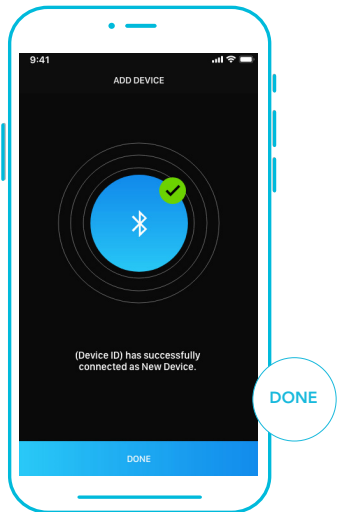 9:41
ADD DEVICE
(Device ID) has successfully
connected as New Device.
DONE
DONE